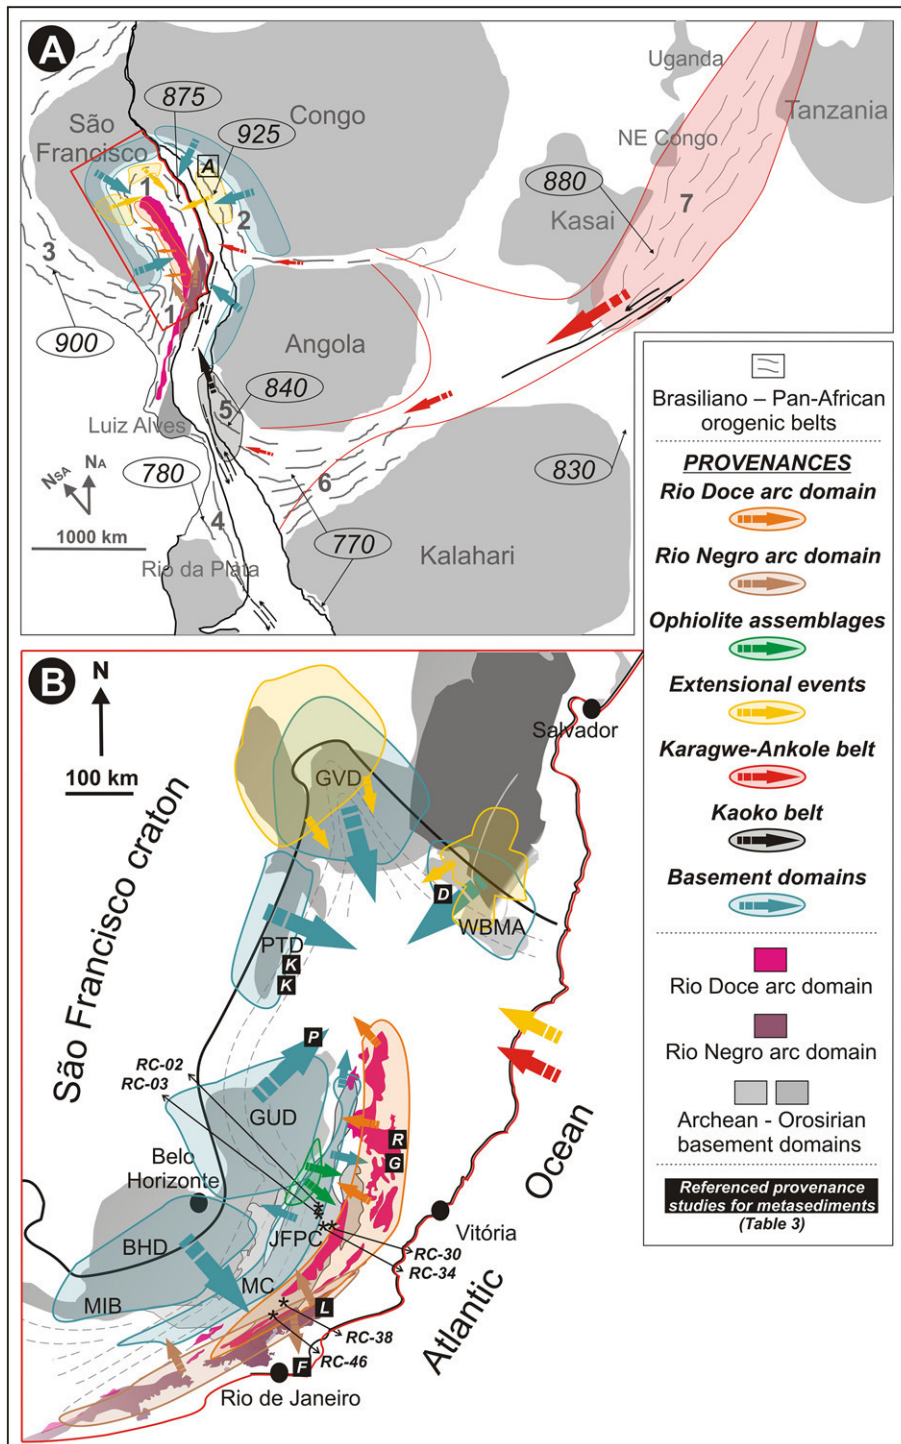 A
Uganda
875
Congo
Tanzania
São
Francisco
925
NE Congo
A
880
7
1
Kasai
2
3
1
Angola
900
840
5
Luiz Alves
NSA
NA
780
6
830
1000 km
4
770
Rio da Plata
Kalahari
Brasiliano – Pan-African
orogenic belts
PROVENANCES
Rio Doce arc domain
Rio Negro arc domain
Ophiolite assemblages
Extensional events
Karagwe-Ankole belt
Kaoko belt
Basement domains
Rio Doce arc domain
Rio Negro arc domain
Archean - Orosirian
basement domains
Referenced provenance
studies for metasediments
(Table 3)
B
N
100 km
Salvador
GVD
São Francisco craton
D
WBMA
PTD
K
K
P
RC-02
RC-03
GUD
R
G
Belo
Horizonte
Atlantic Ocean
Vitória
BHD
JFPC
RC-30
RC-34
MC
MIB
L
RC-38
RC-46
F
Rio de Janeiro